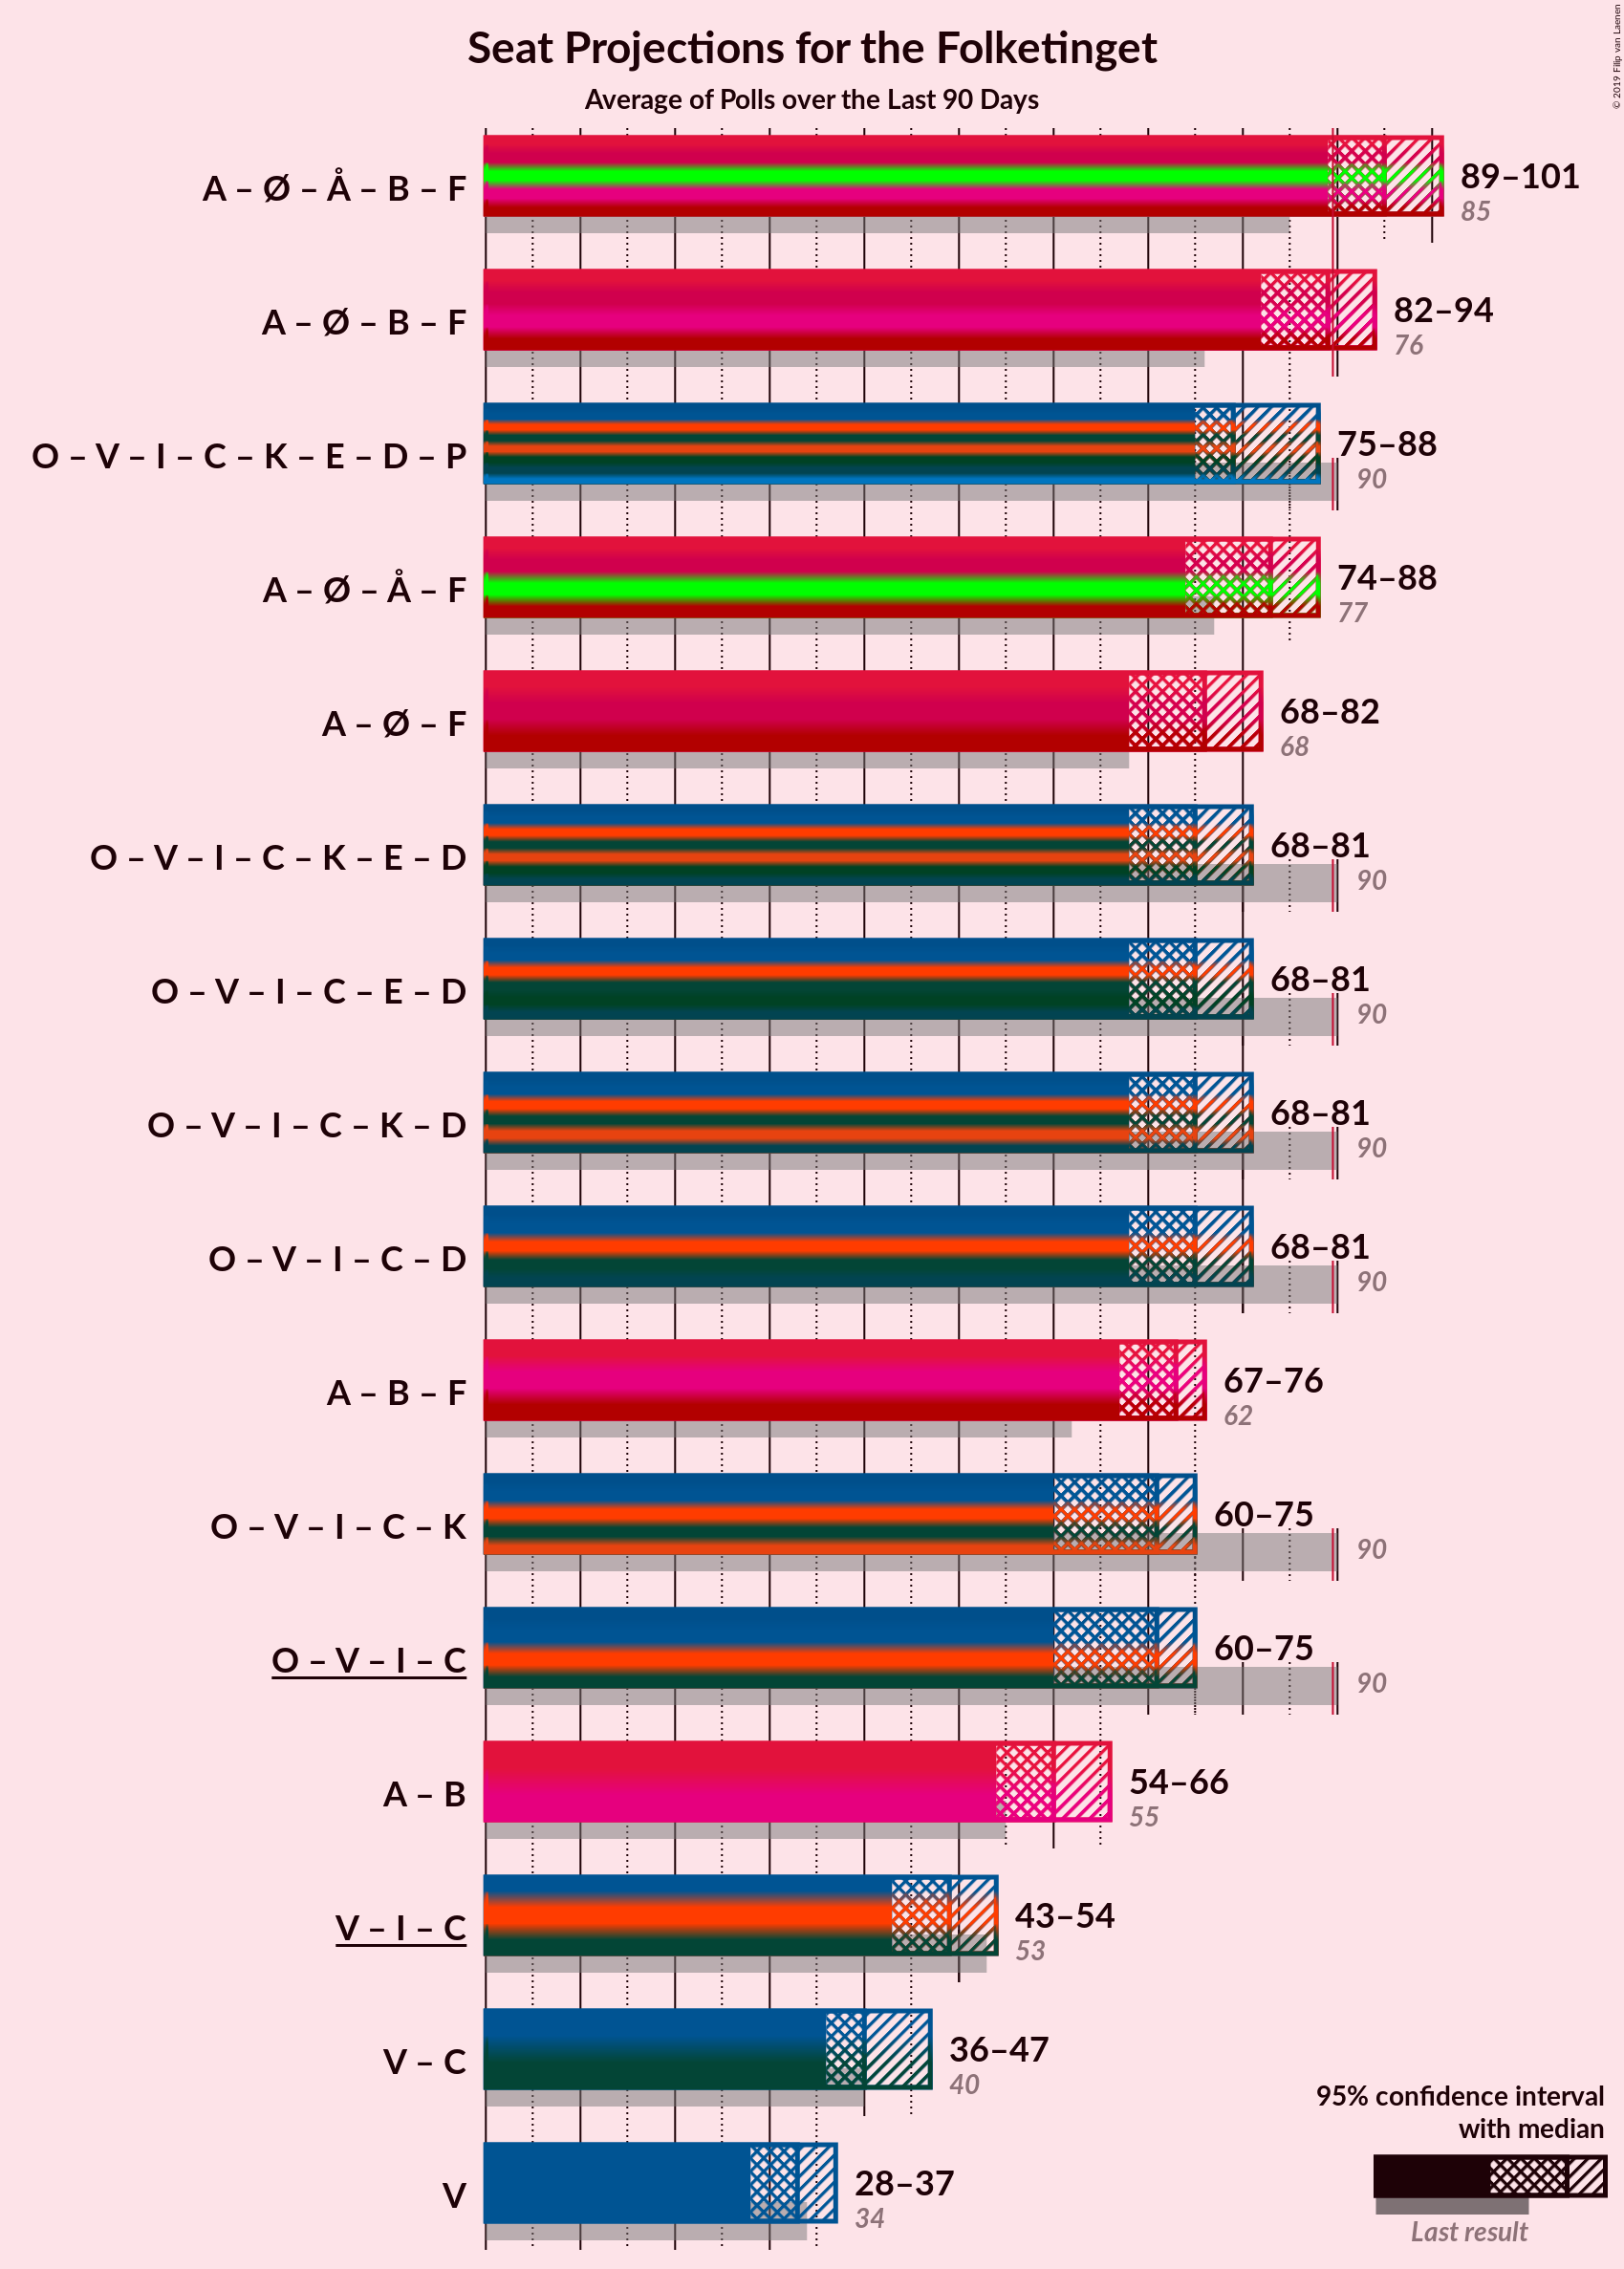 Seat Projections for the Folketinget
Average of Polls over the Last 90 Days
© 2019 Filip van Laenen
A – Ø – Å – B – F
89–101
85
A – Ø – B – F
82–94
76
O – V – I – C – K – E – D – P
75–88
90
A – Ø – Å – F
74–88
77
A – Ø – F
68–82
68
O – V – I – C – K – E – D
68–81
90
O – V – I – C – E – D
68–81
90
O – V – I – C – K – D
68–81
90
O – V – I – C – D
68–81
90
A – B – F
67–76
62
O – V – I – C – K
60–75
90
O – V – I – C
60–75
90
A – B
54–66
55
V – I – C
43–54
53
V – C
36–47
40
V
28–37
34
95% confidence interval
with median
Last result